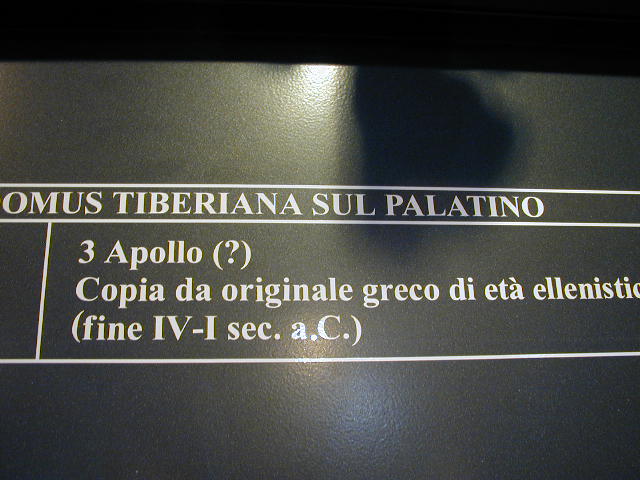 OMUS TIBERIANA SUL PALATINO
3 Apollo (?)
Copia da originale greco di età ellenistic
(fine IV-I sec. a.C.)